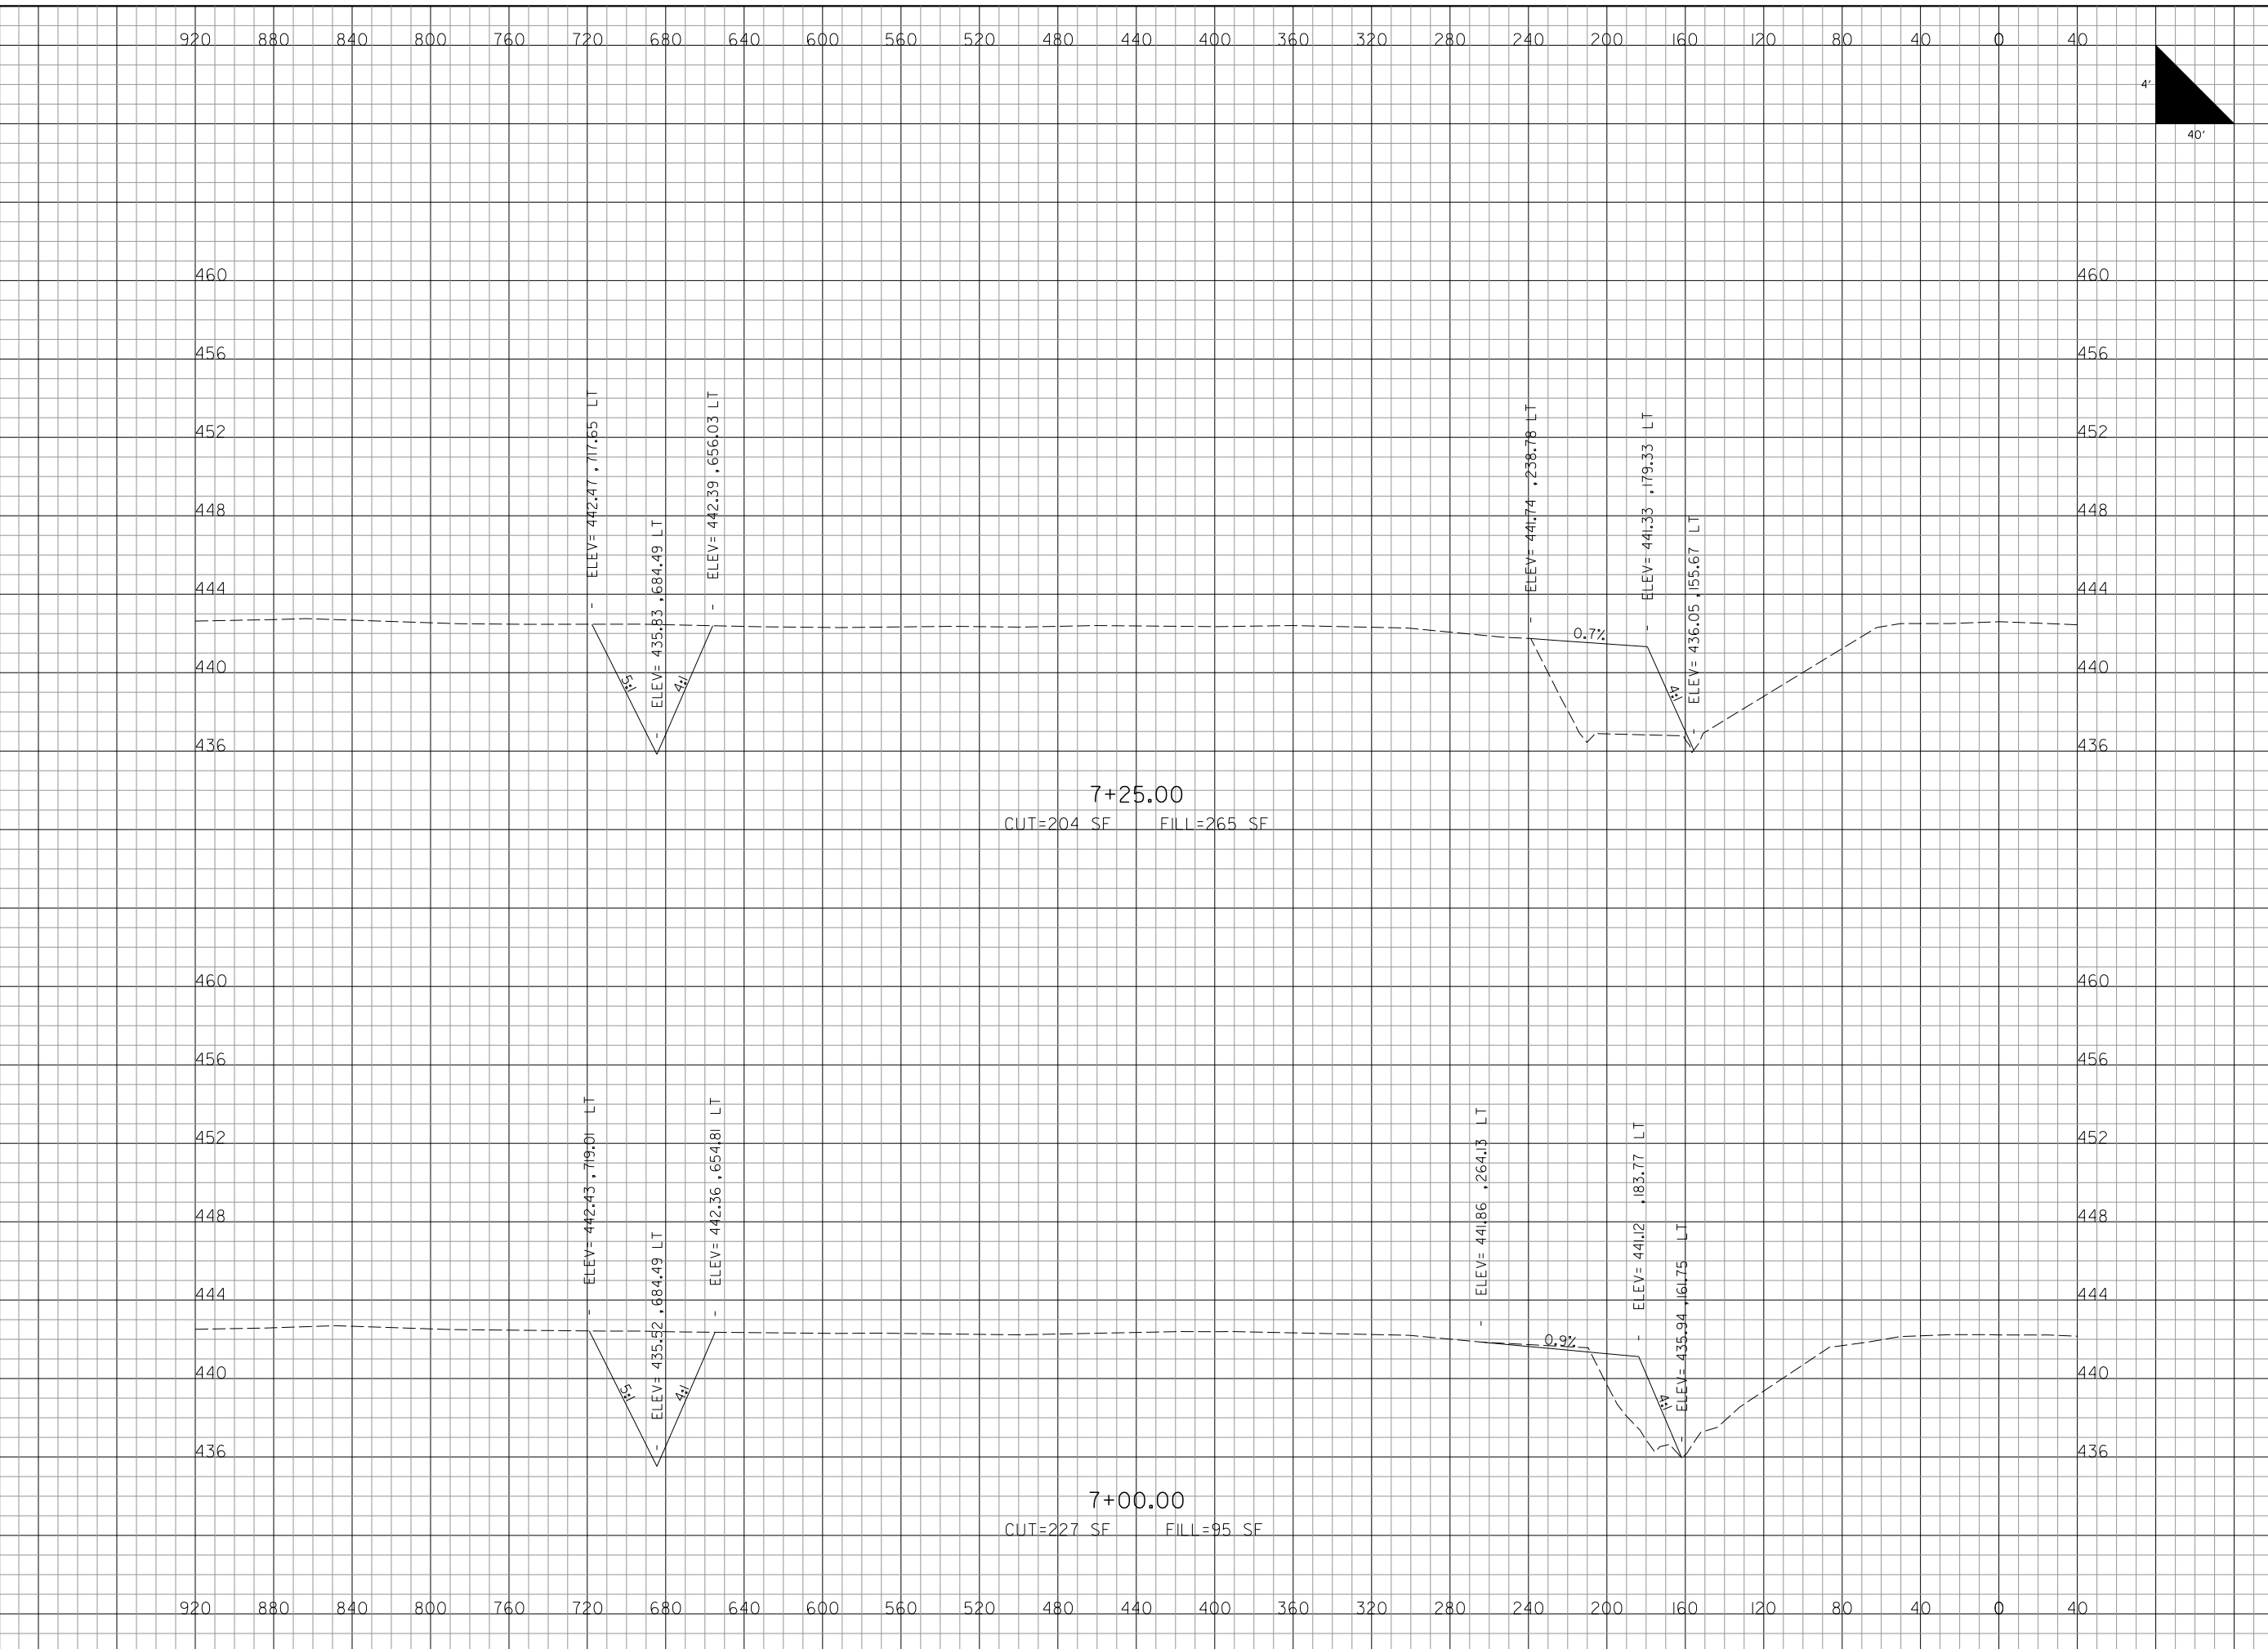 920 880 840 800 760 720 680 640 600 560 520 480 440 400 360 320 280 240 200 160 120 80 40 0 40
4'
40'
460 460
456 456
452 452
448 448
444 444
440 440
436 436
ELEV= 442.47 ,717.65 LT
ELEV= 435.83 ,684.49 LT
ELEV= 442.39 ,656.03 LT
ELEV= 441.74 ,238.78 LT
ELEV= 441.33 ,179.33 LT
ELEV= 436.05 ,155.67 LT
5:1
4:1
0.7%
4:1
7+25.00
CUT=204 SF FILL=265 SF
460 460
456 456
452 452
448 448
444 444
440 440
436 436
ELEV= 442.43 ,719.01 LT
ELEV= 435.52 ,684.49 LT
ELEV= 442.36 ,654.81 LT
ELEV= 441.86 ,264.13 LT
ELEV= 441.12 ,183.77 LT
ELEV= 435.94 ,161.75 LT
5:1
4:1
0.9%
4:1
7+00.00
CUT=227 SF FILL=95 SF
920 880 840 800 760 720 680 640 600 560 520 480 440 400 360 320 280 240 200 160 120 80 40 0 40